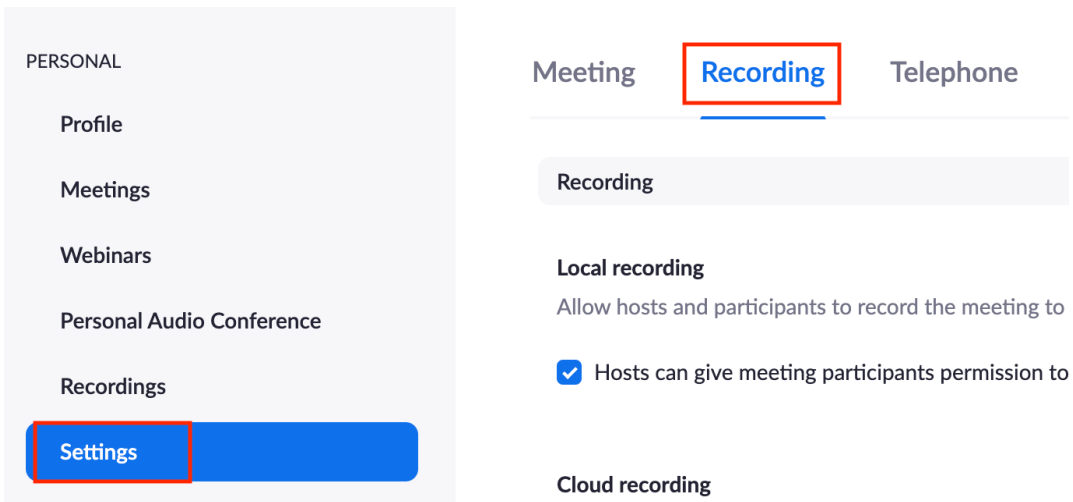 PERSONAL
Profile
Meetings
Webinars
Personal Audio Conference
Recordings
Settings
Meeting Recording Telephone
Recording
Local recording
Allow hosts and participants to record the meeting to
Hosts can give meeting participants permission to
Cloud recording